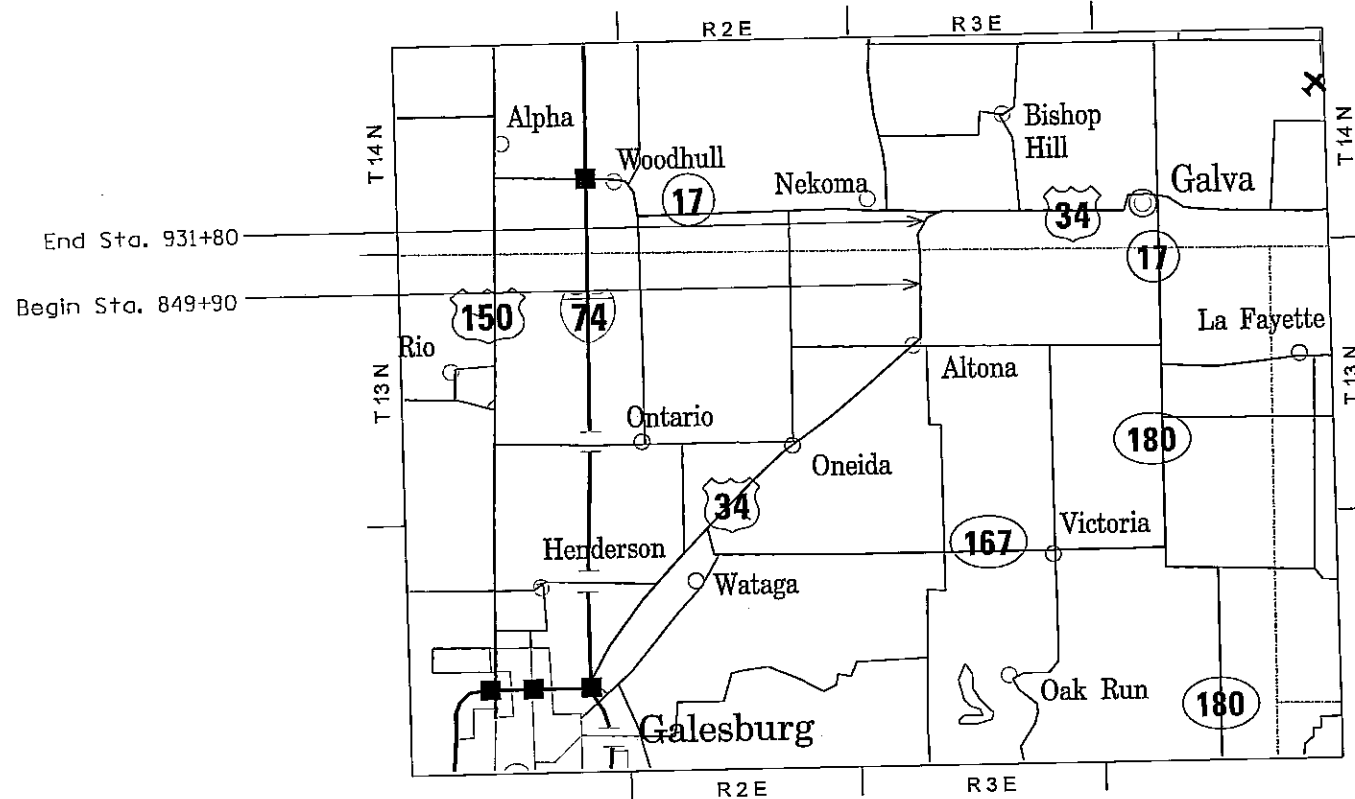 R2E
R3E
T14N
T14N
Alpha
Bishop
Hill
Woodhull
17
Nekoma
Galva
34
End Sta. 931+80
17
Begin Sta. 849+90
150
74
La Fayette
Rio
T13N
T13N
Altona
Ontario
180
Oneida
34
Victoria
167
Henderson
Wataga
Oak Run
180
Galesburg
R2E
R3E